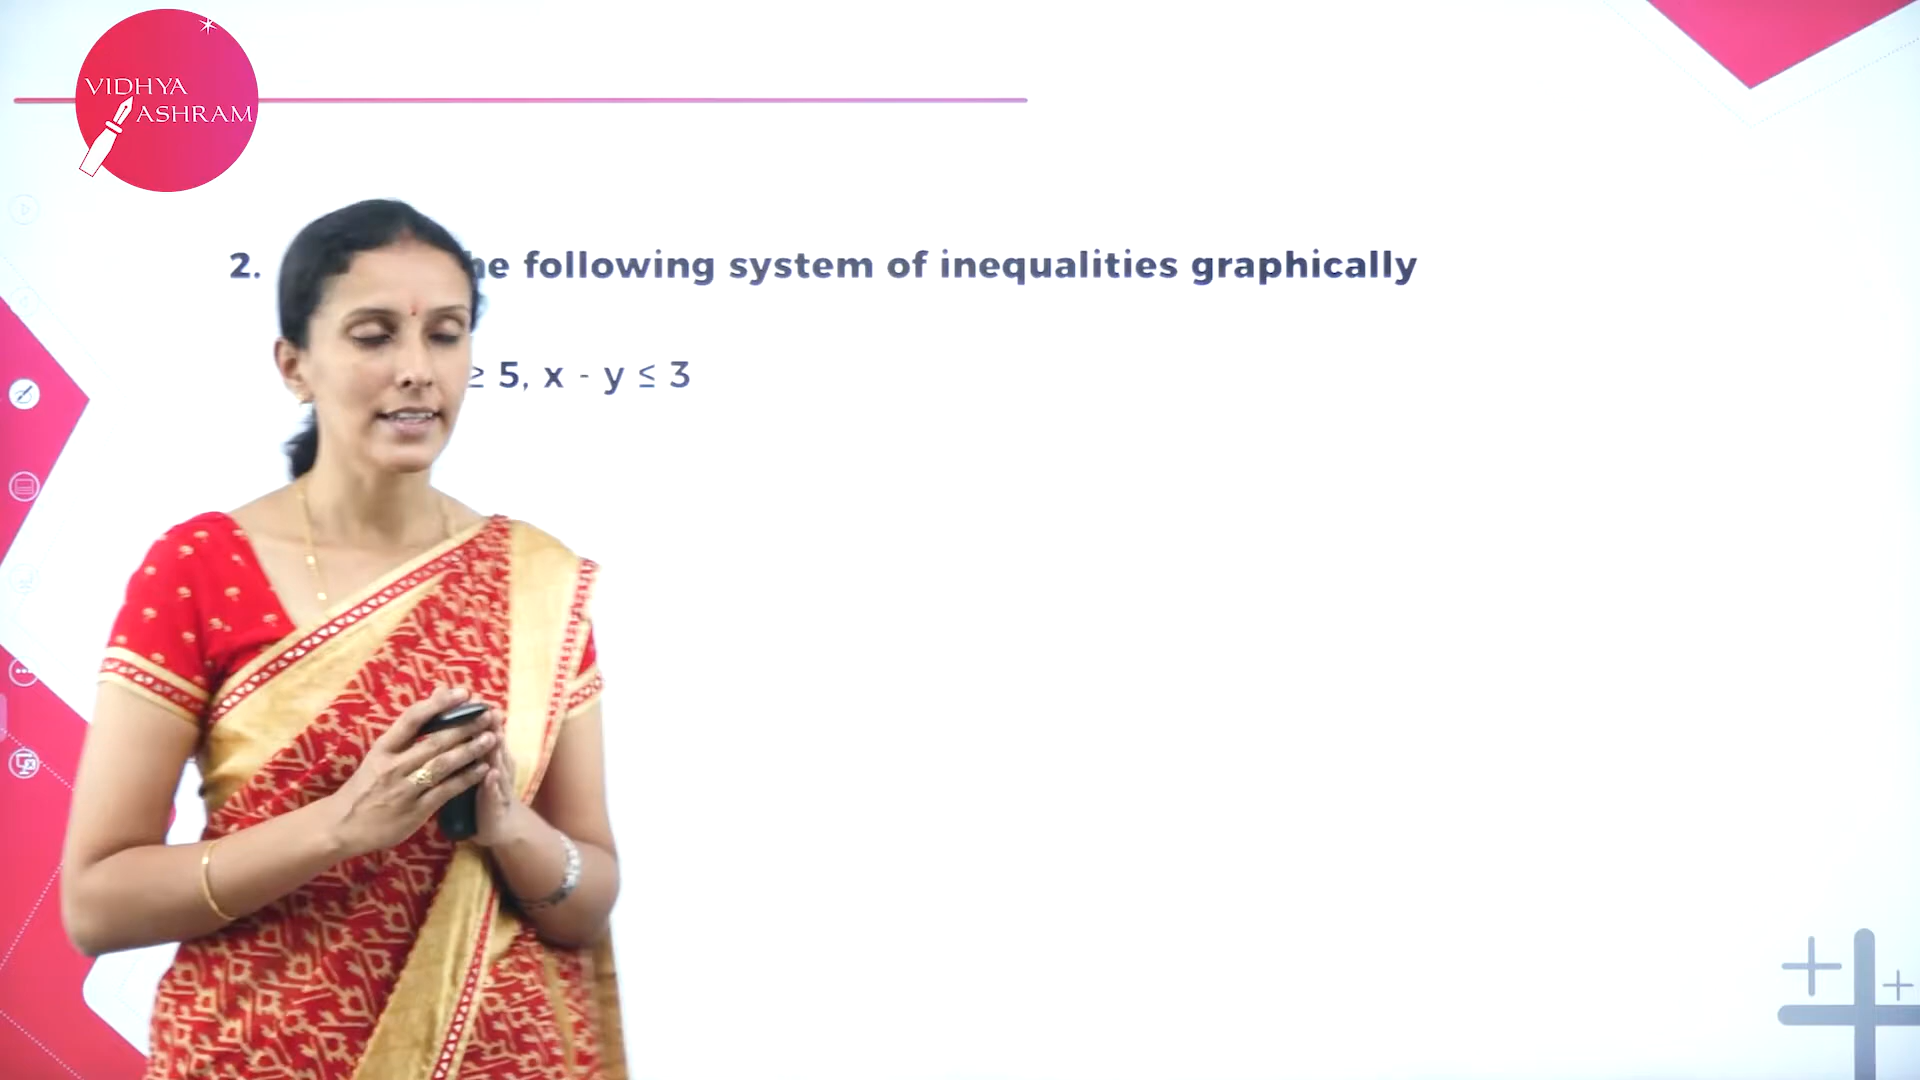 VIDHYA
ASHRAM
2. he following system of inequalities graphically
≥ 5, x - y ≤ 3